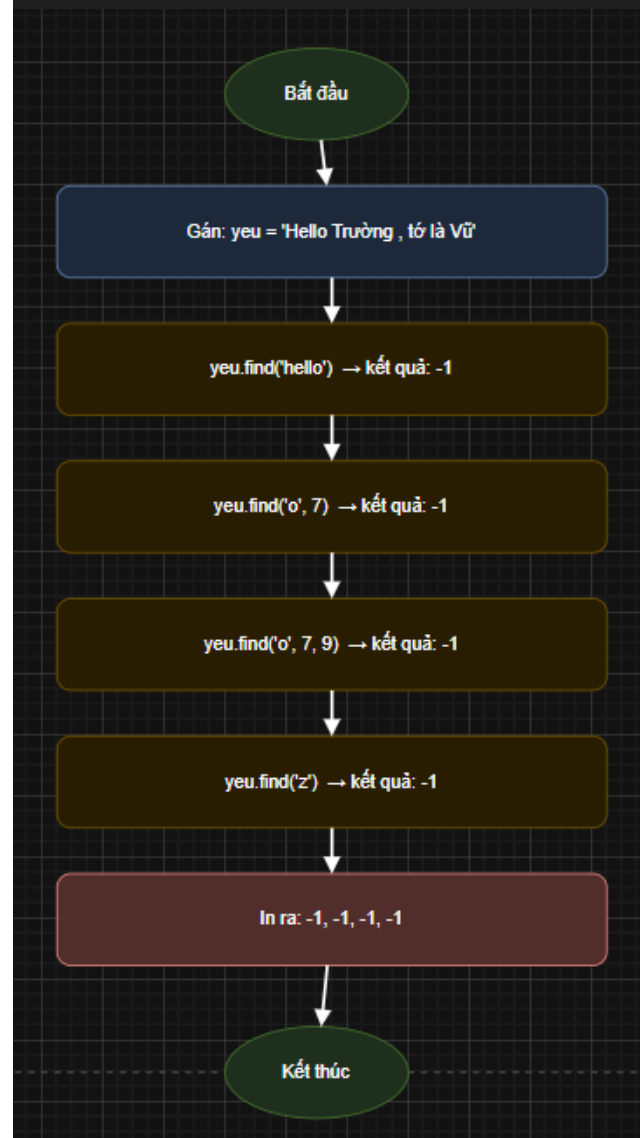 Bắt đầu
Gán: yeu = 'Hello Trường , tớ là Vữ'
yeu.find('hello') → kết quả: -1
yeu.find('o', 7) → kết quả: -1
yeu.find('o', 7, 9) → kết quả: -1
yeu.find('z') → kết quả: -1
In ra: -1, -1, -1, -1
Kết thúc